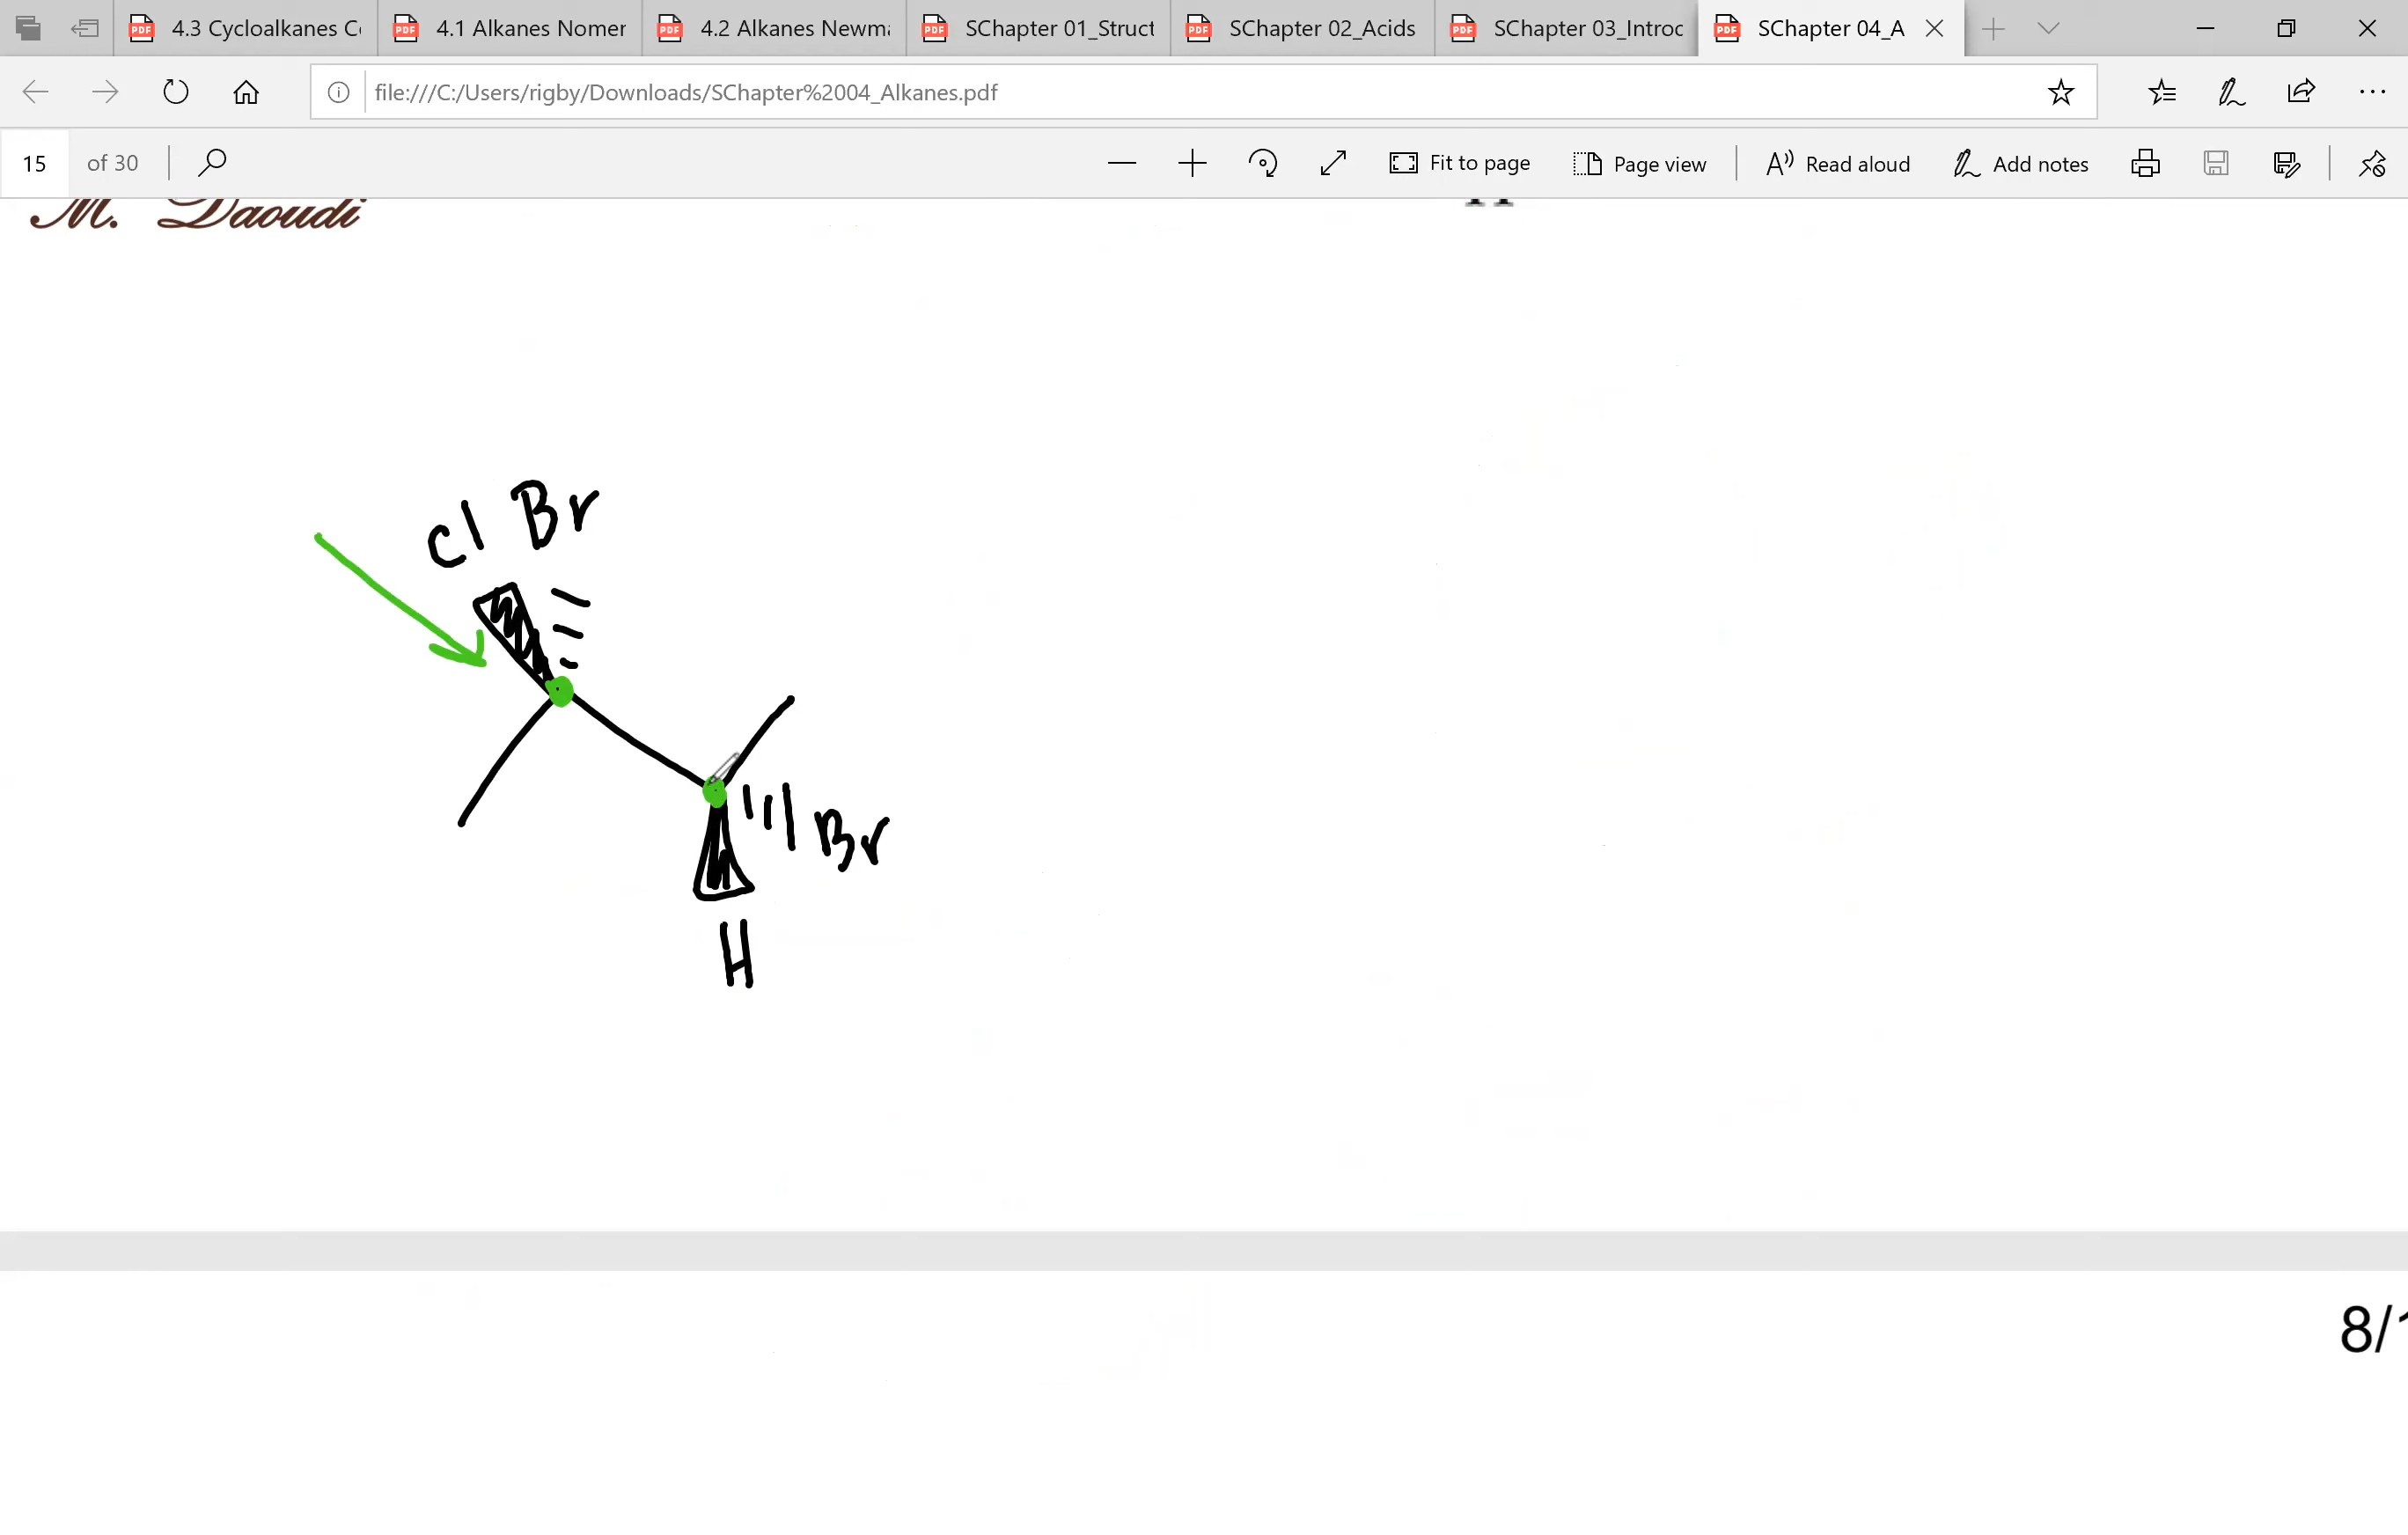 4.3 Cycloalkanes C
4.1 Alkanes Nomer
4.2 Alkanes Newm
SChapter 01_Struct
SChapter 02_Acids
SChapter 03_Introc
SChapter 04_A
file:///C:/Users/rigby/Downloads/SChapter%2004_Alkanes.pdf
15 of 30
Fit to page
Page view
Read aloud
Add notes
M. Daoudi
Cl Br
Br
H
8/1